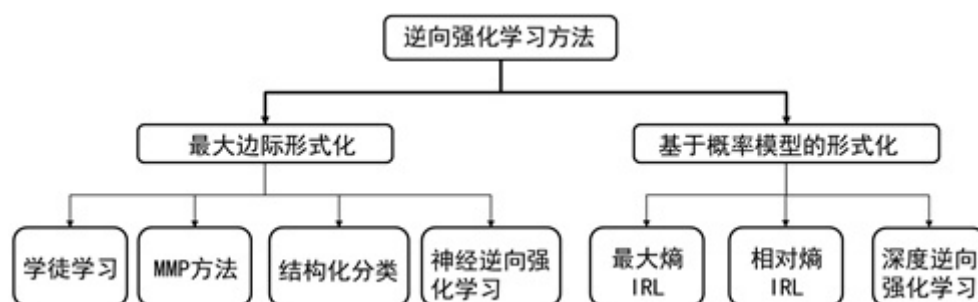 逆向强化学习方法
最大边际形式化
基于概率模型的形式化
学徒学习
MMP方法
结构化分类
神经逆向强
化学习
最大熵
IRL
相对熵
IRL
深度逆向
强化学习